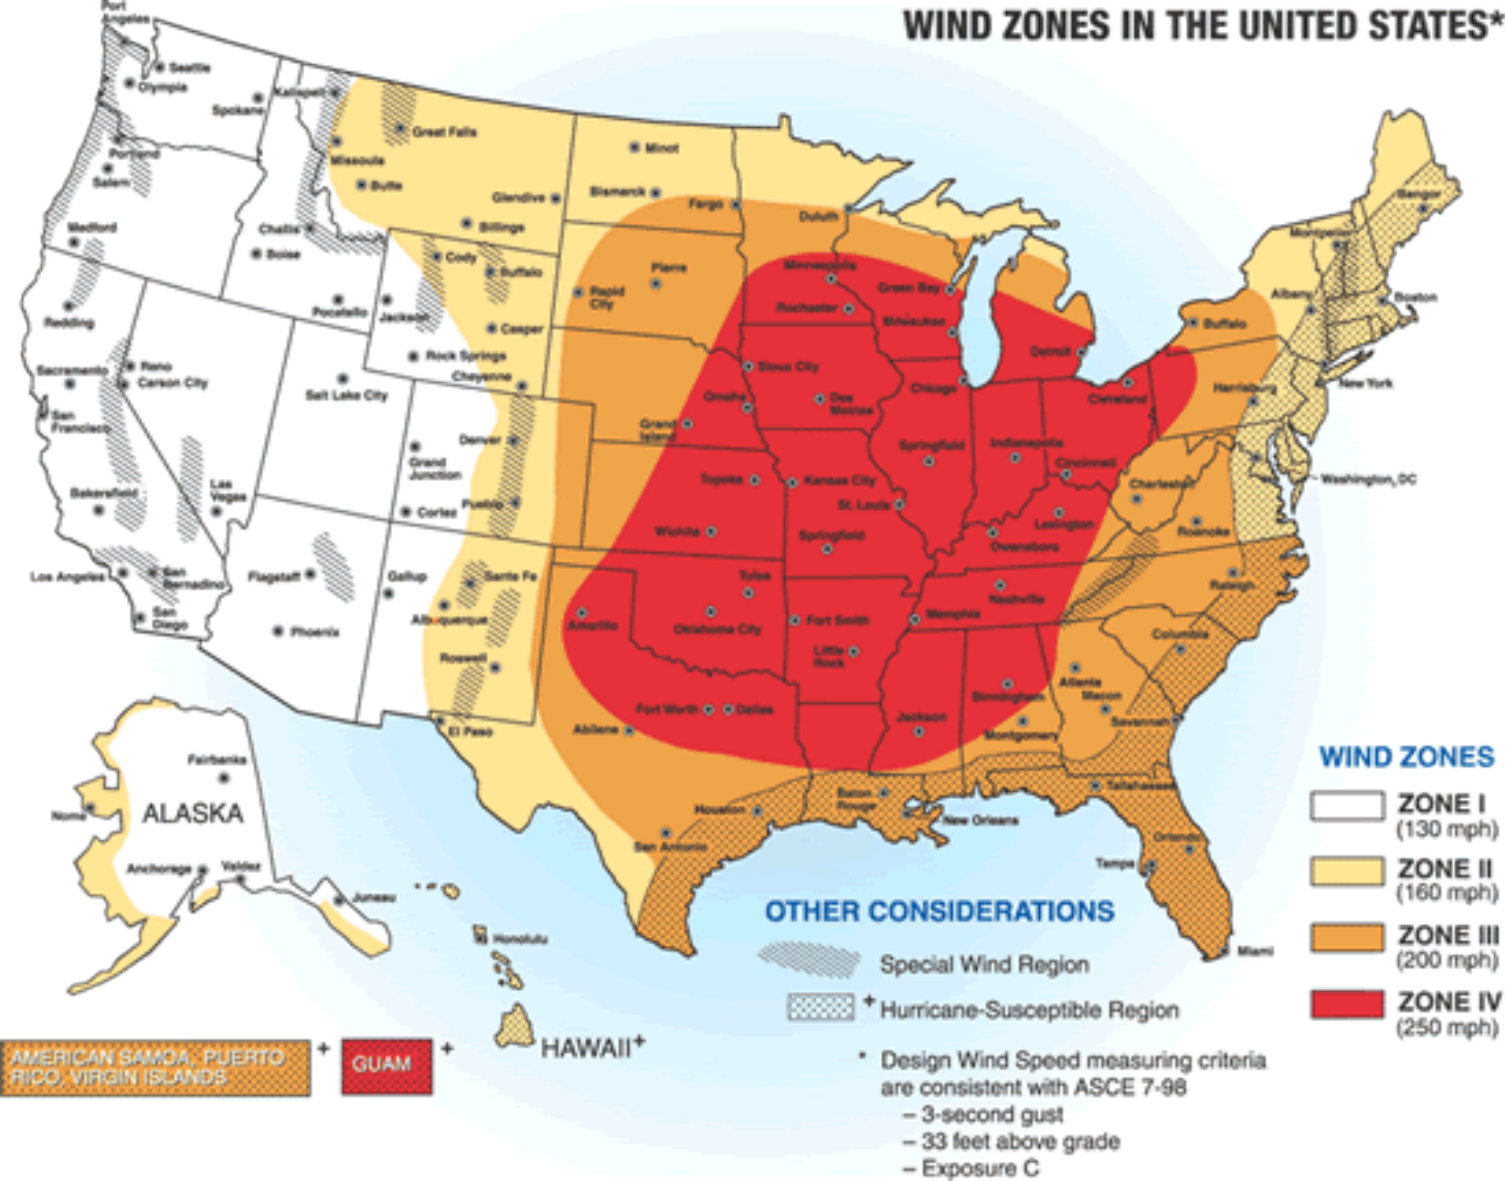 WIND ZONES IN THE UNITED STATES*
Port
Angeles
Seattle
Olympia
Spokane
Kalispell
Great Falls
Missoula
Butte
Glendive
Billings
Minot
Bismarck
Fargo
Duluth
Portland
Salem
Medford
Challis
Boise
Pocatello
Jackson
Cody
Buffalo
Casper
Rock Springs
Cheyenne
Rapid
City
Pierre
Minneapolis
Rochester
Green Bay
Milwaukee
Detroit
Buffalo
Albany
Montpelier
Bangor
Boston
New York
Harrisburg
Washington, DC
Redding
Sacramento
Reno
Carson City
San
Francisco
Salt Lake City
Bakersfield
Las
Vegas
Grand
Junction
Cortez
Denver
Pueblo
Sioux City
Omaha
Des
Moines
Grand
Island
Chicago
Cleveland
Springfield
Indianapolis
Cincinnati
Charleston
Roanoke
Topeka
Kansas City
St. Louis
Lexington
Owensboro
Wichita
Springfield
Los Angeles
San
Bernadino
San
Diego
Flagstaff
Phoenix
Gallup
Sante Fe
Albuquerque
Roswell
El Paso
Amarillo
Tulsa
Oklahoma City
Fort Smith
Little
Rock
Memphis
Nashville
Raleigh
Columbia
Atlanta
Macon
Savannah
Birmingham
Montgomery
Jackson
Fort Worth
Dallas
Abilene
Houston
San Antonio
Baton
Rouge
New Orleans
Tallahassee
Orlando
Tampa
Miami
Fairbanks
ALASKA
Nome
Anchorage
Valdez
Juneau
Honolulu
HAWAII+
AMERICAN SAMOA, PUERTO
RICO, VIRGIN ISLANDS
+
GUAM
+
WIND ZONES
ZONE I
(130 mph)
ZONE II
(160 mph)
ZONE III
(200 mph)
ZONE IV
(250 mph)
OTHER CONSIDERATIONS
Special Wind Region
+ Hurricane-Susceptible Region
* Design Wind Speed measuring criteria
are consistent with ASCE 7-98
– 3-second gust
– 33 feet above grade
– Exposure C